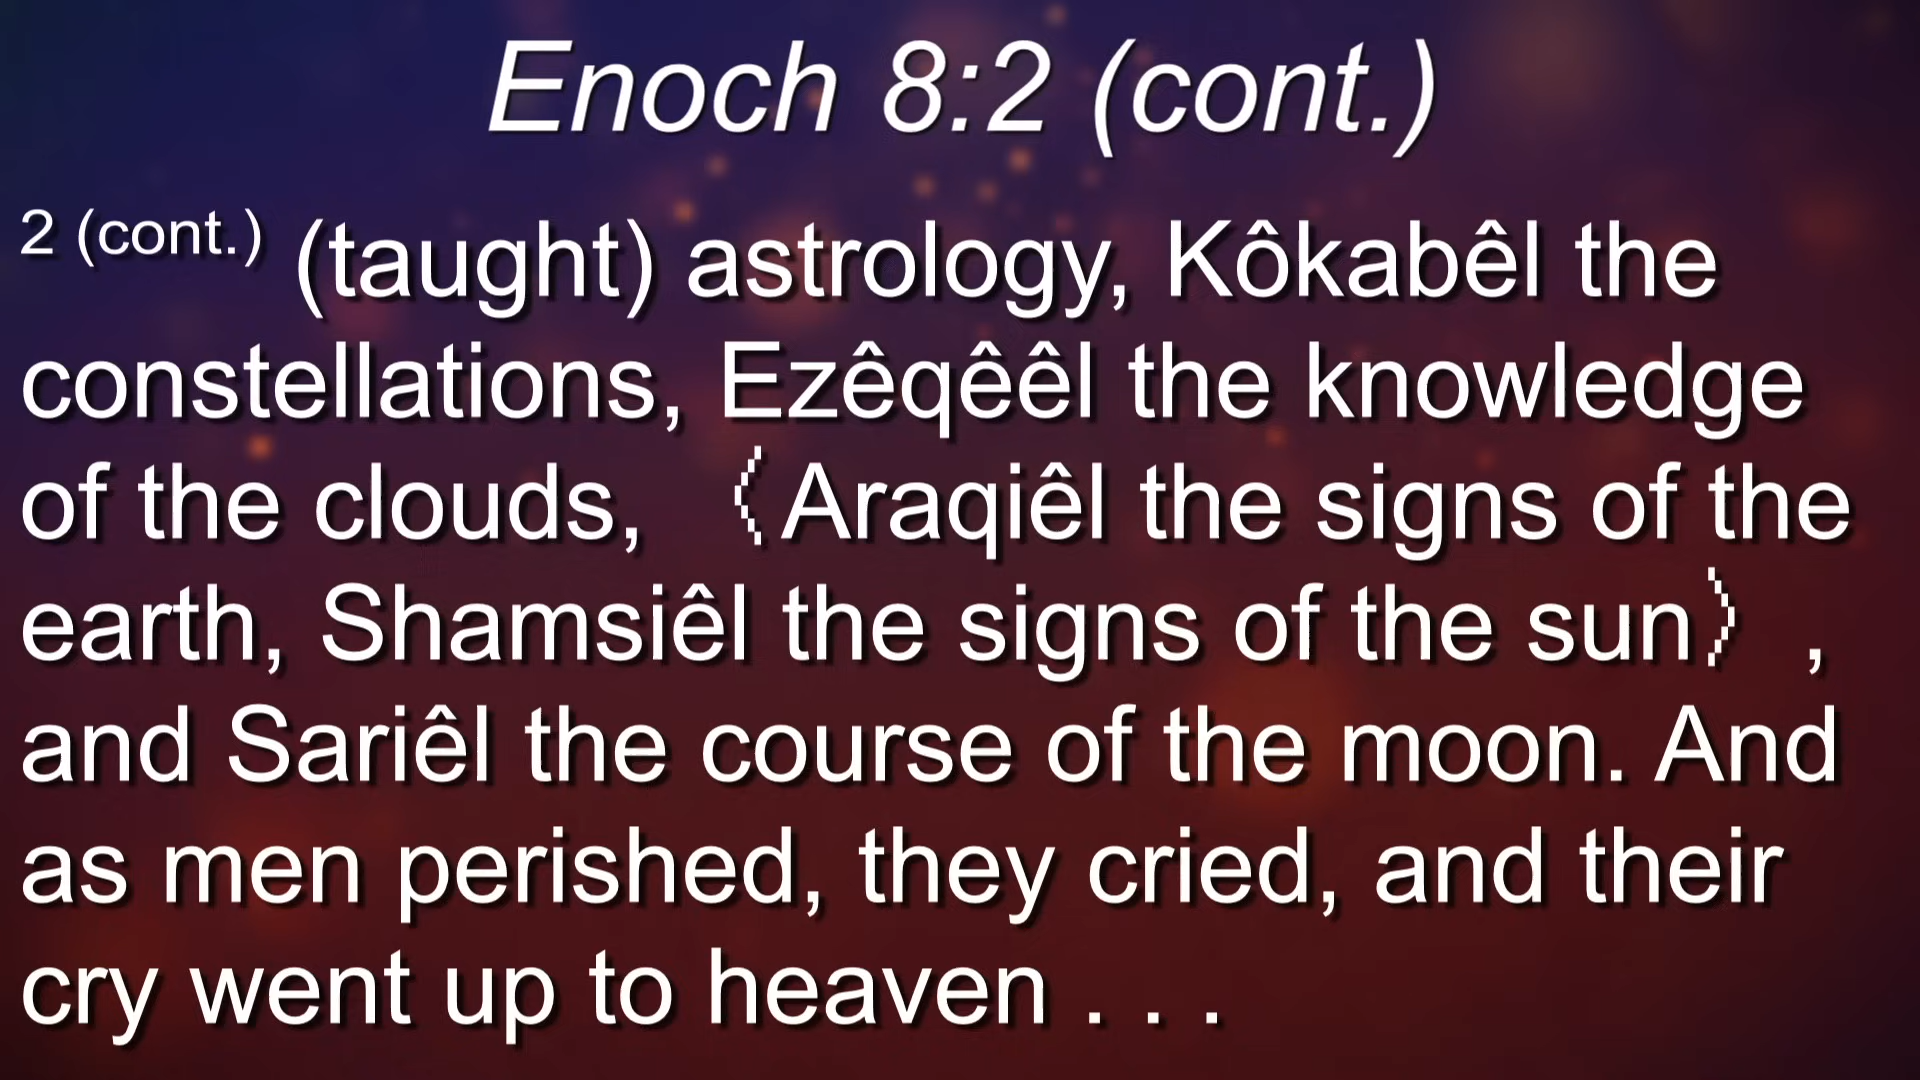 Enoch 8:2 (cont.)
2 (cont.) (taught) astrology, Kôkabêl the
constellations, Ezêqêêl the knowledge
of the clouds, 〈Araqiêl the signs of the
earth, Shamsiêl the signs of the sun〉,
and Sariêl the course of the moon. And
as men perished, they cried, and their
cry went up to heaven . . .